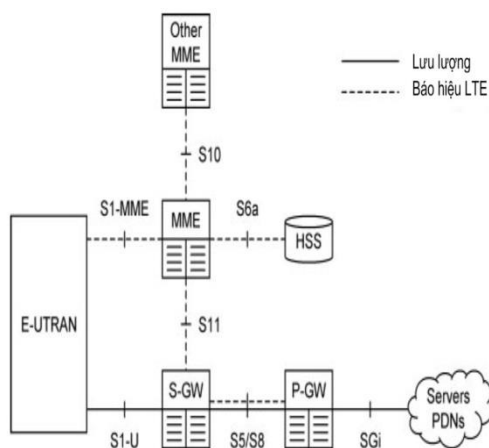 Other
MME
Lưu lượng
Báo hiệu LTE
S10
S1-MME
MME
S6a
HSS
E-UTRAN
S11
S-GW
P-GW
Servers
PDNs
S1-U
S5/S8
SGi